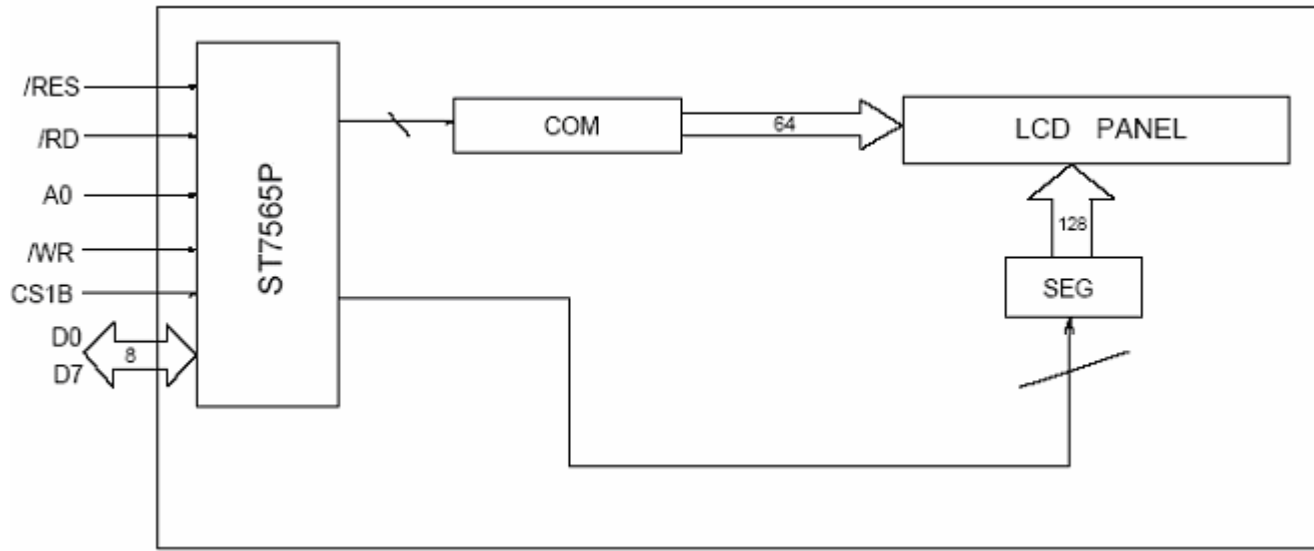 /RES
/RD
A0
/WR
CS1B
D0
D7
8
ST7565P
COM
64
LCD PANEL
128
SEG